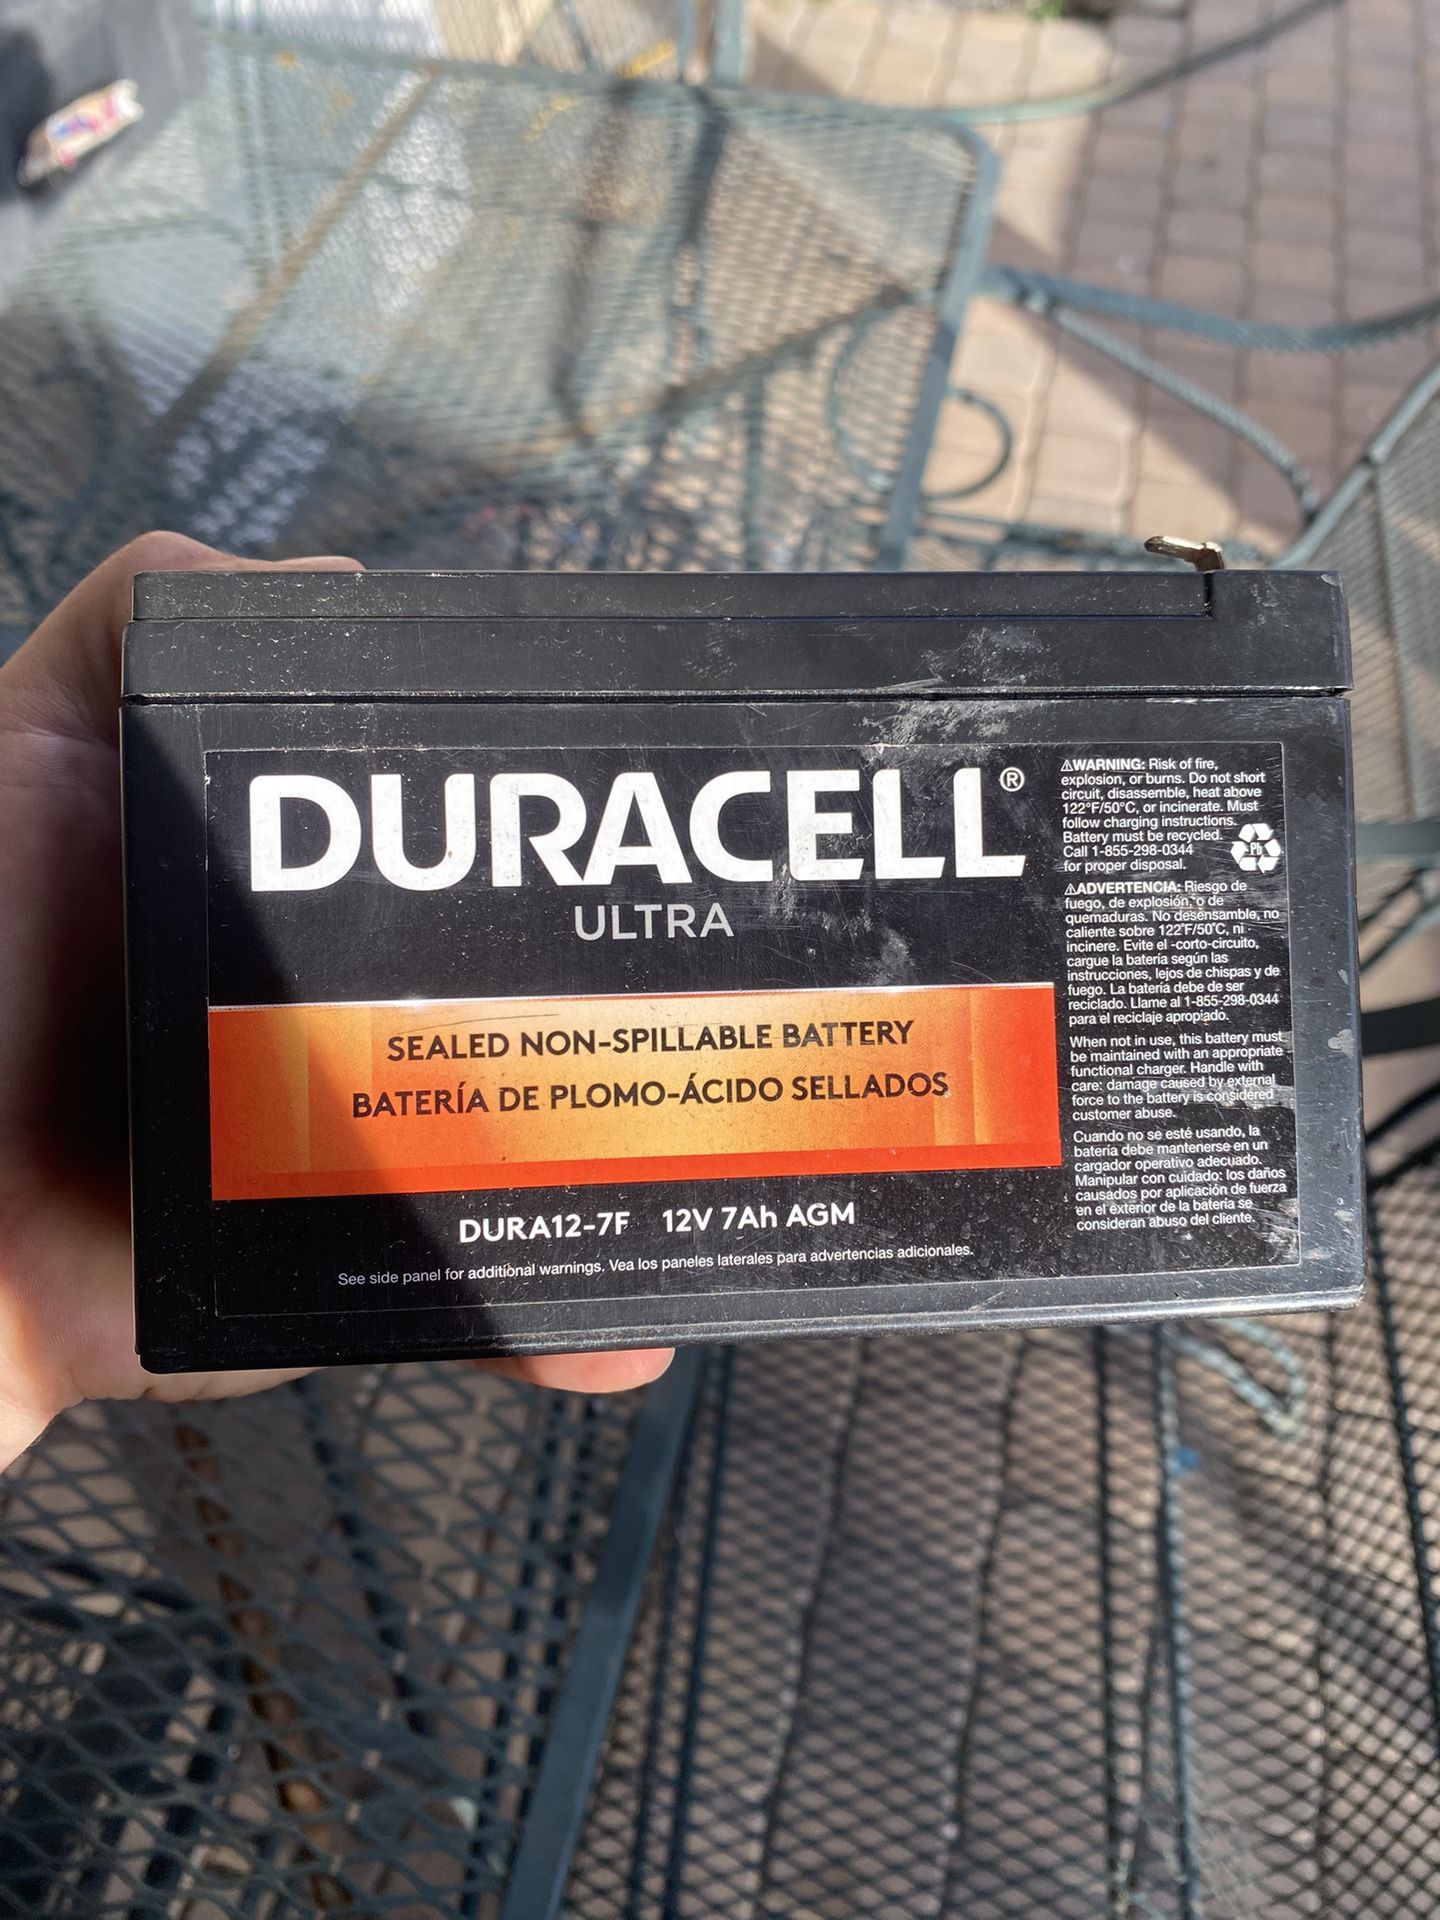 DURACELL®
ULTRA
SEALED NON-SPILLABLE BATTERY
BATERÍA DE PLOMO-ÁCIDO SELLADOS
DURA12-7F 12V 7Ah AGM
See side panel for additional warnings. Vea los paneles laterales para advertencias adicionales.
⚠WARNING: Risk of fire,
explosion, or burns. Do not short
circuit, disassemble, heat above
122°F/50°C, or incinerate. Must
follow charging instructions.
Battery must be recycled.
Call 1-855-298-0344
for proper disposal.
Pb
⚠ADVERTENCIA: Riesgo de
fuego, de explosión, o de
quemaduras. No desensamble, no
caliente sobre 122°F/50°C, ni
incinere. Evite el -corto-circuito,
cargue la batería según las
instrucciones, lejos de chispas y de
fuego. La batería debe de ser
reciclado. Llame al 1-855-298-0344
para el reciclaje apropiado.
When not in use, this battery must
be maintained with an appropriate
functional charger. Handle with
care: damage caused by external
force to the battery is considered
customer abuse.
Cuando no se esté usando, la
batería debe mantenerse en un
cargador operativo adecuado.
Manipular con cuidado: los daños
causados por aplicación de fuerza
en el exterior de la batería se
consideran abuso del cliente.